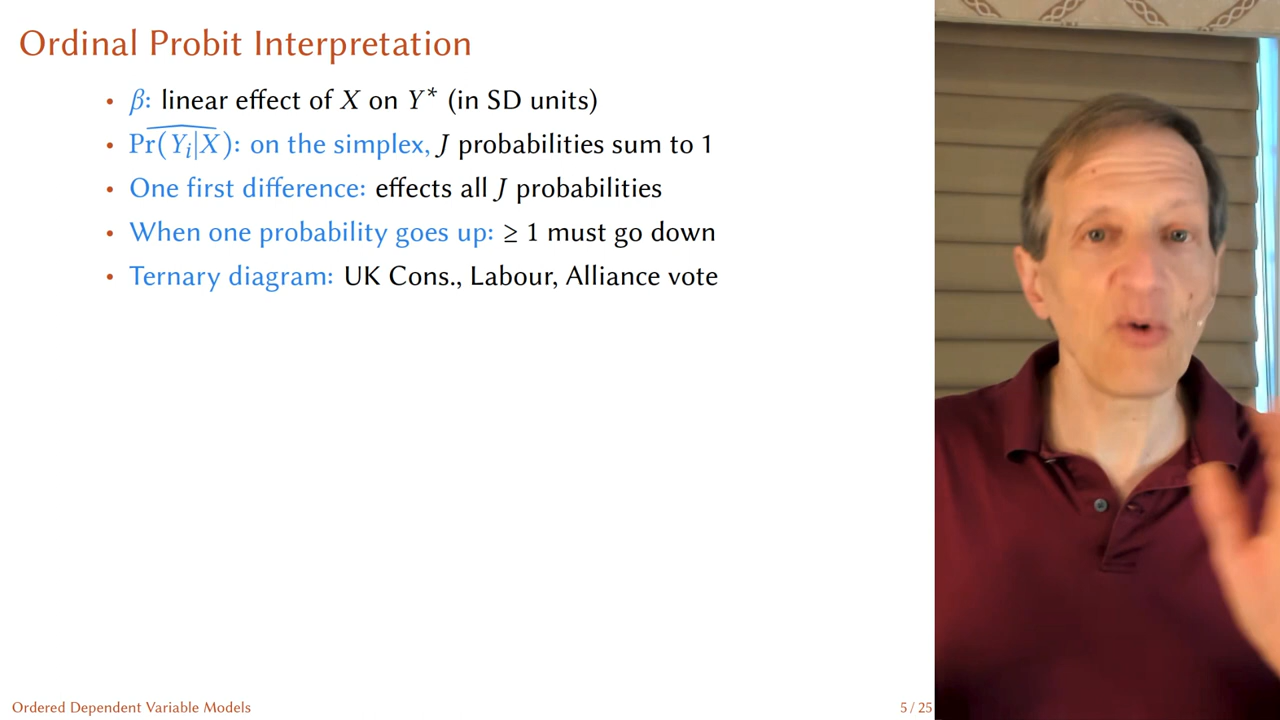 Ordinal Probit Interpretation
• β: linear effect of X on Y* (in SD units)
• Pr(Yᵢ|X): on the simplex, J probabilities sum to 1
• One first difference: effects all J probabilities
• When one probability goes up: ≥ 1 must go down
• Ternary diagram: UK Cons., Labour, Alliance vote
Ordered Dependent Variable Models
5 / 25